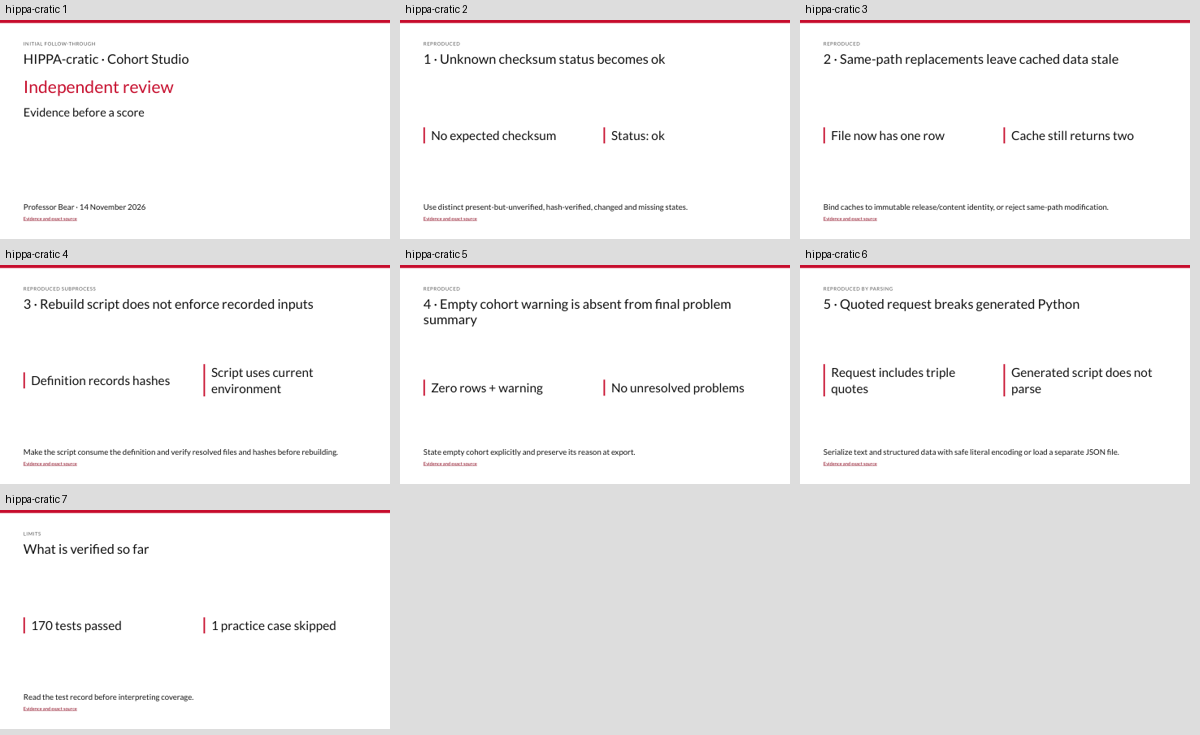 hippa-cratic 1
INITIAL FOLLOW THROUGH
HIPPA-cratic · Cohort Studio
Independent review
Evidence before a score
Professor Bear · 14 November 2026
Evidence and exact source
hippa-cratic 2
REPRODUCED
1 · Unknown checksum status becomes ok
No expected checksum
Status: ok
Use distinct present-but-unverified, hash-verified, changed and missing states.
Evidence and exact source
hippa-cratic 3
REPRODUCED
2 · Same-path replacements leave cached data stale
File now has one row
Cache still returns two
Bind caches to immutable release/content identity, or reject same-path modification.
Evidence and exact source
hippa-cratic 4
REPRODUCED SUBPROCESS
3 · Rebuild script does not enforce recorded inputs
Definition records hashes
Script uses current
environment
Make the script consume the definition and verify resolved files and hashes before rebuilding.
Evidence and exact source
hippa-cratic 5
REPRODUCED
4 · Empty cohort warning is absent from final problem
summary
Zero rows + warning
No unresolved problems
State empty cohort explicitly and preserve its reason at export.
Evidence and exact source
hippa-cratic 6
REPRODUCED BY PARSING
5 · Quoted request breaks generated Python
Request includes triple
quotes
Generated script does not
parse
Serialize text and structured data with safe literal encoding or load a separate JSON file.
Evidence and exact source
hippa-cratic 7
LIMITS
What is verified so far
170 tests passed
1 practice case skipped
Read the test record before interpreting coverage.
Evidence and exact source